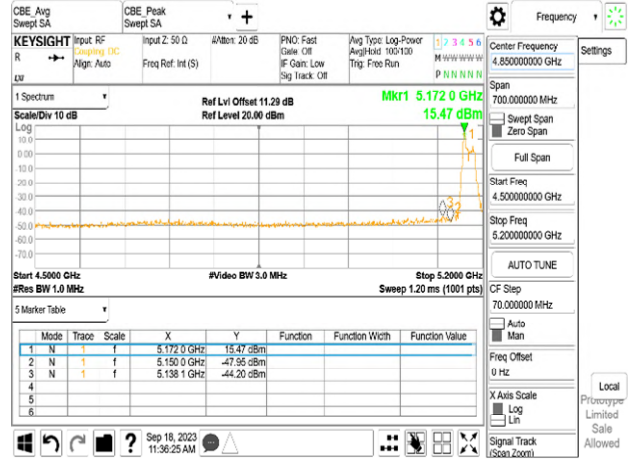 CBE_Avg
Swept SA
CBE_Peak
Swept SA
Frequency
KEYSIGHT
R
Input: RF
Coupling: DC
Align: Auto
Input Z: 50 Ω
Freq Ref: Int (S)
#Atten: 20 dB
PNO: Fast
Gate: Off
IF Gain: Low
Sig Track: Off
Avg Type: Log-Power
Avg|Hold: 100/100
Trig: Free Run
1 2 3 4 5 6
M W W W W W
P N N N N N
1 Spectrum
Scale/Div 10 dB
Ref Lvl Offset 11.29 dB
Ref Level 20.00 dBm
Mkr1 5.172 0 GHz
15.47 dBm
Log
10.0
0.00
-10.0
-20.0
-30.0
-40.0
-50.0
-60.0
-70.0
1
3
2
Start 4.5000 GHz
#Res BW 1.0 MHz
#Video BW 3.0 MHz
Stop 5.2000 GHz
Sweep 1.20 ms (1001 pts)
5 Marker Table
Mode Trace Scale X Y Function Function Width Function Value
1 N 1 f 5.172 0 GHz 15.47 dBm
2 N 1 f 5.150 0 GHz -47.95 dBm
3 N 1 f 5.138 1 GHz -44.20 dBm
4
5
6
Sep 18, 2023
11:36:25 AM
Center Frequency
4.850000000 GHz
Span
700.000000 MHz
Swept Span
Zero Span
Full Span
Start Freq
4.500000000 GHz
Stop Freq
5.200000000 GHz
AUTO TUNE
CF Step
70.000000 MHz
Auto
Man
Freq Offset
0 Hz
X Axis Scale
Log
Lin
Signal Track
(Span Zoom)
Settings
Local
Prototype
Limited
Sale
Allowed